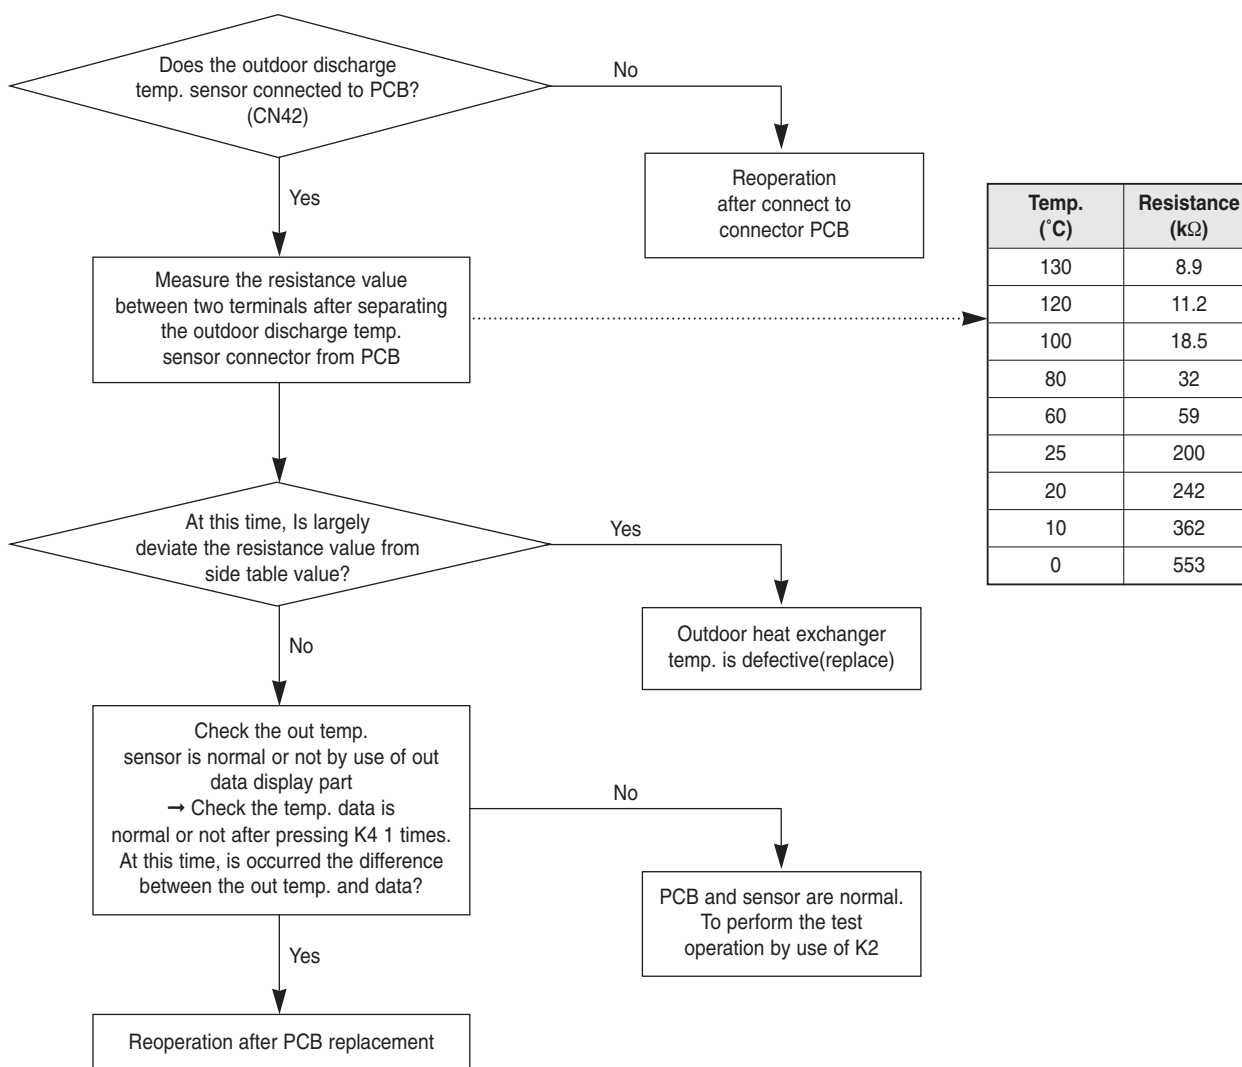 Does the outdoor discharge
temp. sensor connected to PCB?
(CN42)
No
Reoperation
after connect to
connector PCB
Yes
Measure the resistance value
between two terminals after separating
the outdoor discharge temp.
sensor connector from PCB
Temp. Resistance
(˚C) (kΩ)
130 8.9
120 11.2
100 18.5
80 32
60 59
25 200
20 242
10 362
0 553
At this time, Is largely
deviate the resistance value from
side table value?
Yes
Outdoor heat exchanger
temp. is defective(replace)
No
Check the out temp.
sensor is normal or not by use of out
data display part
→ Check the temp. data is
normal or not after pressing K4 1 times.
At this time, is occurred the difference
between the out temp. and data?
No
PCB and sensor are normal.
To perform the test
operation by use of K2
Yes
Reoperation after PCB replacement